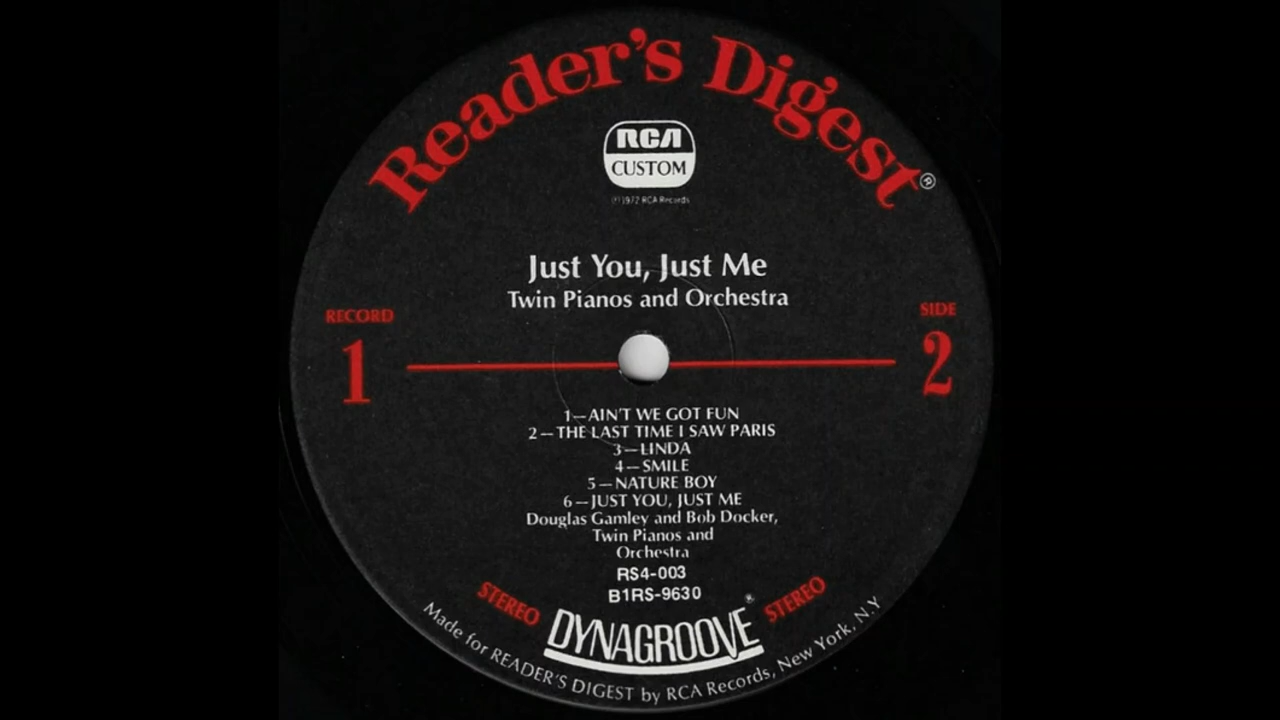 Reader's Digest®
RCA
CUSTOM
℗1972 RCA Records
Just You, Just Me
Twin Pianos and Orchestra
RECORD
1
SIDE
2
1—AIN'T WE GOT FUN
2—THE LAST TIME I SAW PARIS
3—LINDA
4—SMILE
5—NATURE BOY
6—JUST YOU, JUST ME
Douglas Gamley and Bob Docker,
Twin Pianos and
Orchestra
RS4-003
B1RS-9630
STEREO
DYNAGROOVE®
STEREO
Made for READER'S DIGEST by RCA Records, New York, N.Y